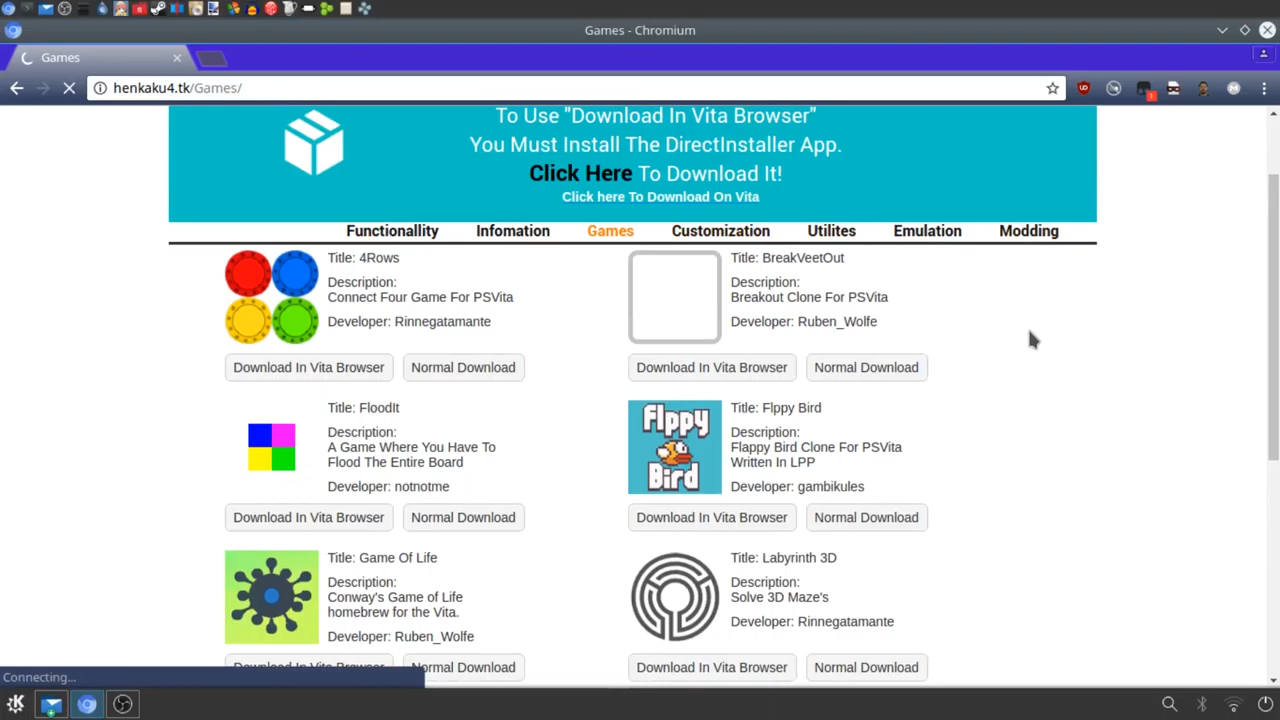 Games - Chromium
Games
henkaku4.tk/Games/
To Use "Download In Vita Browser"
You Must Install The DirectInstaller App.
Click Here To Download It!
Click here To Download On Vita
Functionallity Infomation Games Customization Utilites Emulation Modding
Title: 4Rows
Description:
Connect Four Game For PSVita
Developer: Rinnegatamante
Download In Vita Browser Normal Download
Title: BreakVeetOut
Description:
Breakout Clone For PSVita
Developer: Ruben_Wolfe
Download In Vita Browser Normal Download
Title: FloodIt
Description:
A Game Where You Have To
Flood The Entire Board
Developer: notnotme
Download In Vita Browser Normal Download
Flppy
Bird
Title: Flppy Bird
Description:
Flappy Bird Clone For PSVita
Written In LPP
Developer: gambikules
Download In Vita Browser Normal Download
Title: Game Of Life
Description:
Conway's Game of Life
homebrew for the Vita.
Developer: Ruben_Wolfe
Download In Vita Browser Normal Download
Title: Labyrinth 3D
Description:
Solve 3D Maze's
Developer: Rinnegatamante
Download In Vita Browser Normal Download
Connecting...